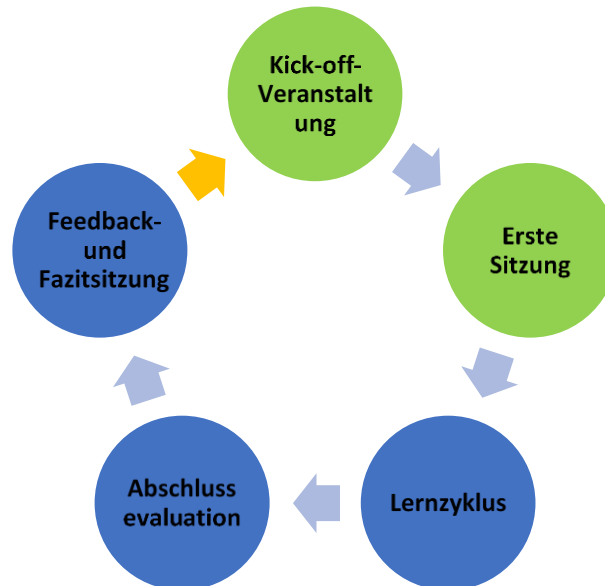 Kick-off-
Veranstalt
ung
Erste
Sitzung
Lernzyklus
Abschluss
evaluation
Feedback-
und
Fazitsitzung